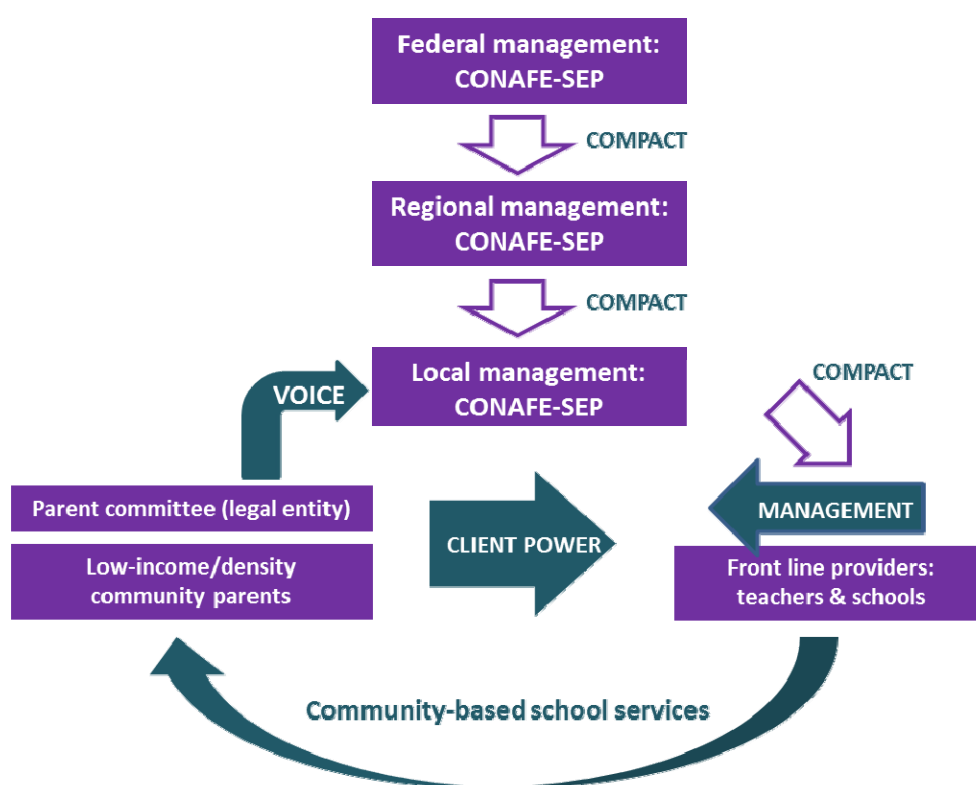 Federal management:
CONAFE-SEP
COMPACT
Regional management:
CONAFE-SEP
COMPACT
Local management:
CONAFE-SEP
COMPACT
VOICE
Parent committee (legal entity)
MANAGEMENT
CLIENT POWER
Low-income/density
community parents
Front line providers:
teachers & schools
Community-based school services